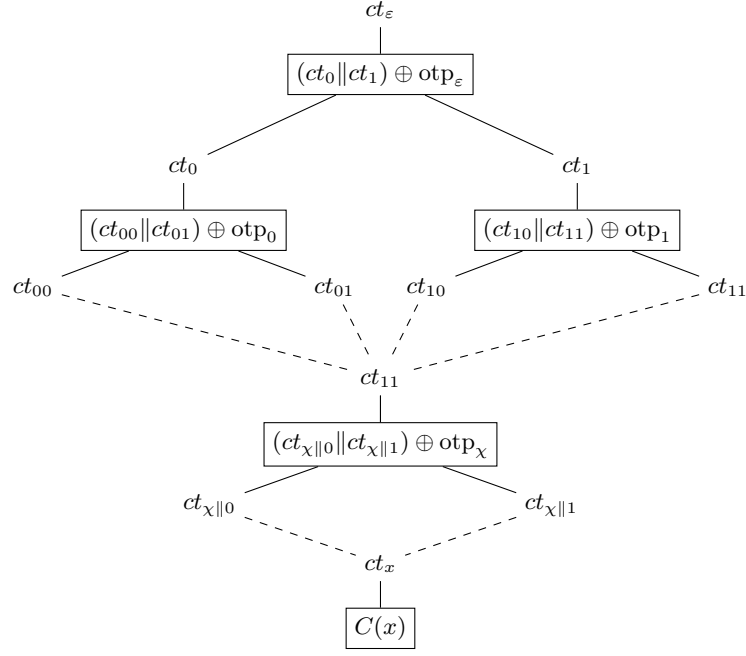 ct_ε
(ct_0‖ct_1) ⊕ otp_ε
ct_0 ct_1
(ct_00‖ct_01) ⊕ otp_0 (ct_10‖ct_11) ⊕ otp_1
ct_00 ct_01 ct_10 ct_11
ct_11
(ct_χ‖0‖ct_χ‖1) ⊕ otp_χ
ct_χ‖0 ct_χ‖1
ct_x
C(x)